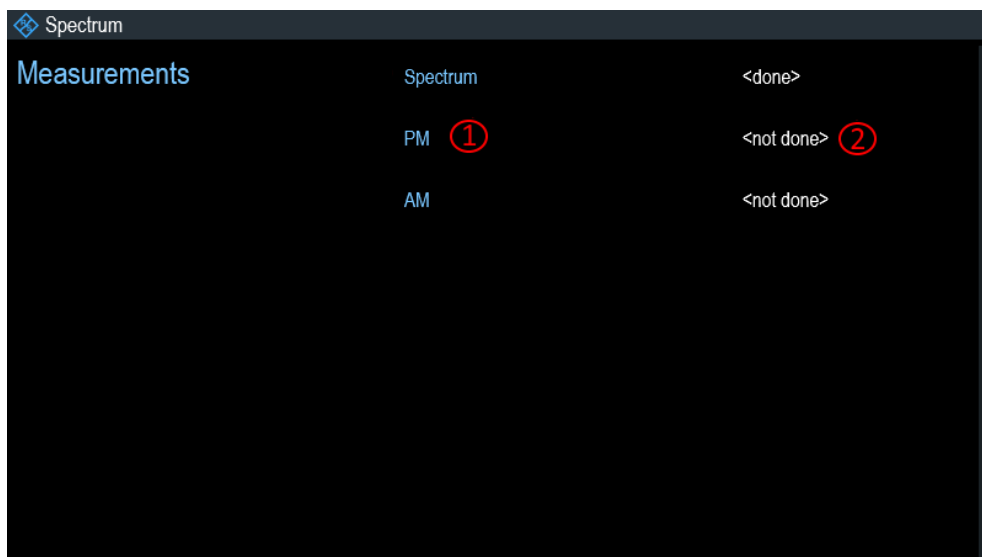 Spectrum
Measurements Spectrum <done>
PM ① <not done> ②
AM <not done>